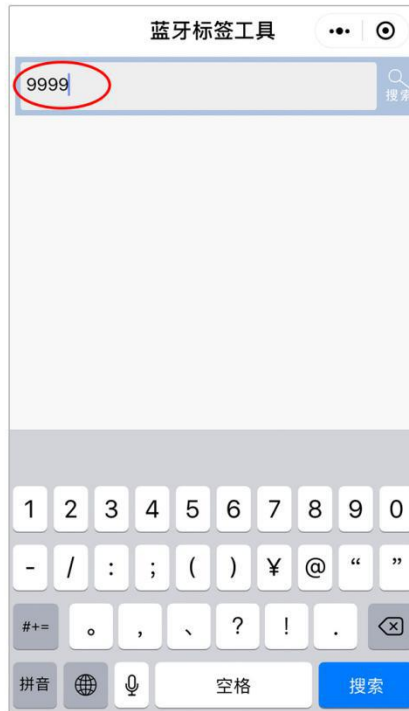 蓝牙标签工具
9999
搜索
1 2 3 4 5 6 7 8 9 0
- / : ; ( ) ¥ @ “ ”
#+= 。 , 、 ? ! .
拼音 空格 搜索